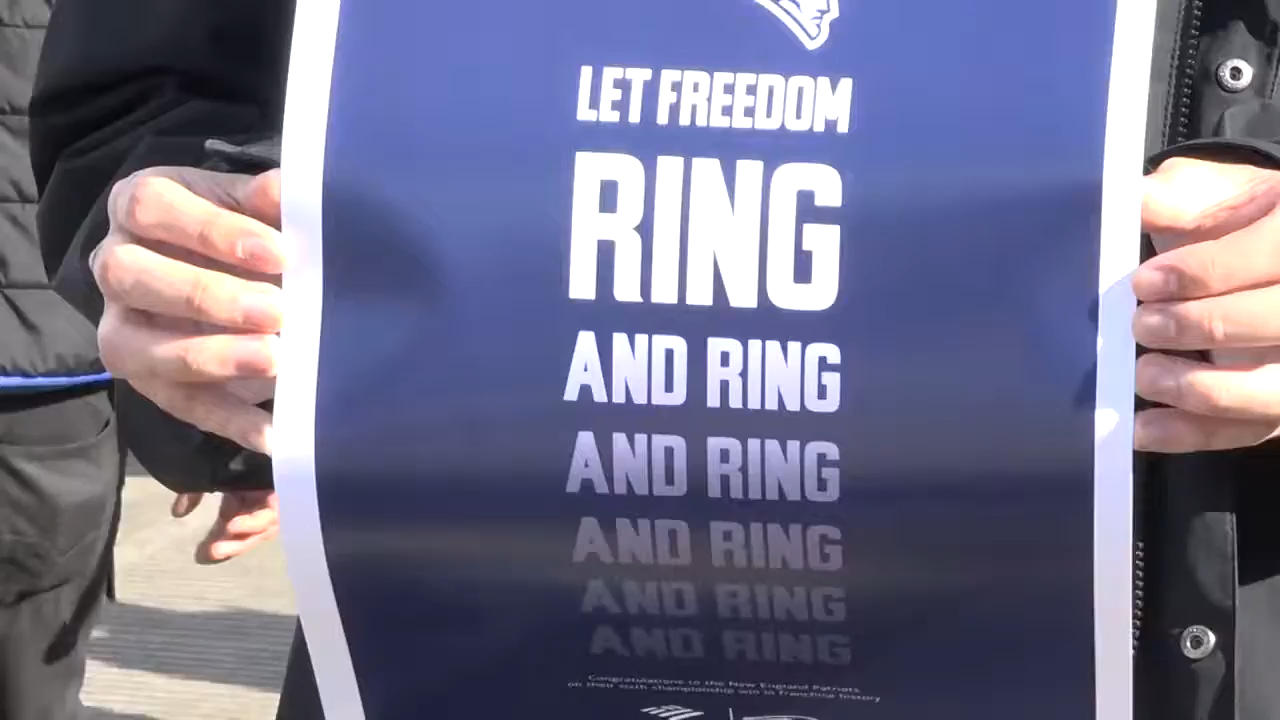 LET FREEDOM
RING
AND RING
AND RING
AND RING
AND RING
AND RING
Congratulations to the New England Patriots
on their sixth championship win in franchise history